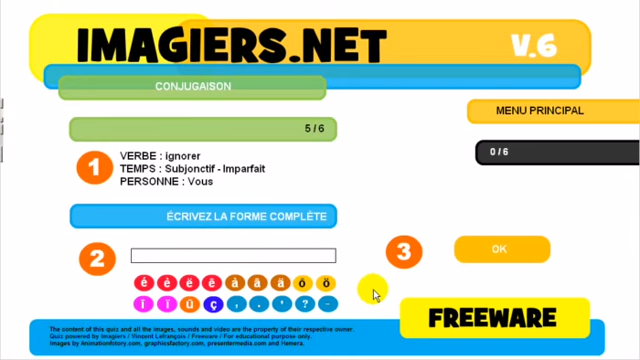 IMAGIERS.NET
V.6
CONJUGAISON
MENU PRINCIPAL
5 / 6
0 / 6
1
VERBE : ignorer
TEMPS : Subjonctif - Imparfait
PERSONNE : Vous
ÉCRIVEZ LA FORME COMPLÈTE
2
3
OK
ç , . ' ? -
FREEWARE
The content of this quiz and all the images, sounds and video are the property of their respective owner.
Quiz powered by Imagiers / Vincent Lefrançois / Freeware / For educational purpose only.
Images by Animationfactory.com, graphicsfactory.com, presentermedia.com and Hemera.